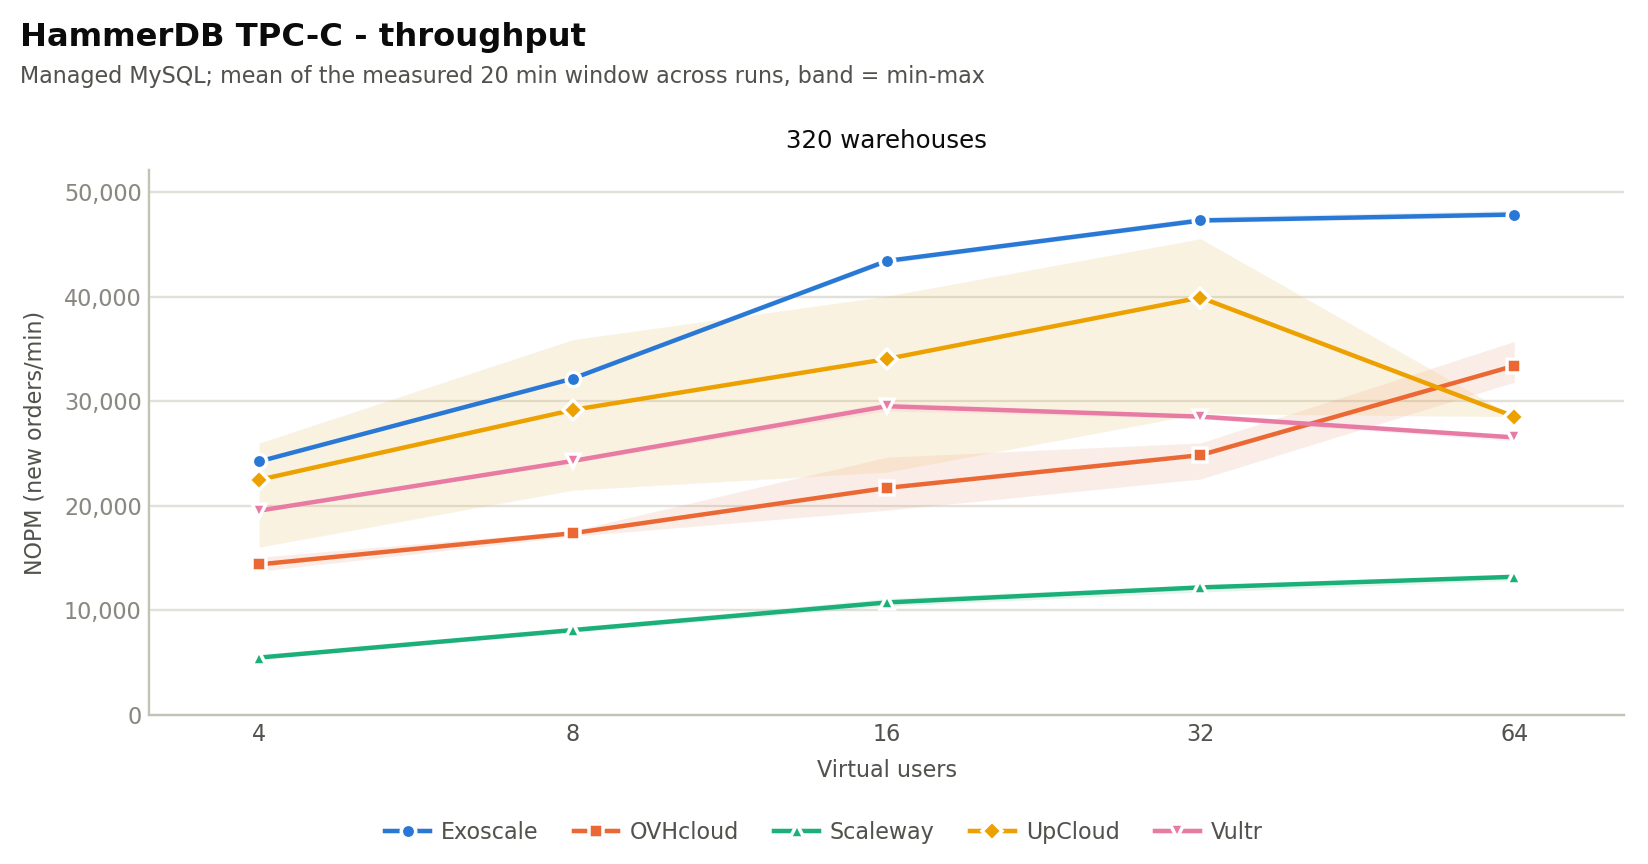 HammerDB TPC-C - throughput
Managed MySQL; mean of the measured 20 min window across runs, band = min-max
320 warehouses
NOPM (new orders/min)
50,000
40,000
30,000
20,000
10,000
0
4 8 16 32 64
Virtual users
Exoscale OVHcloud Scaleway UpCloud Vultr